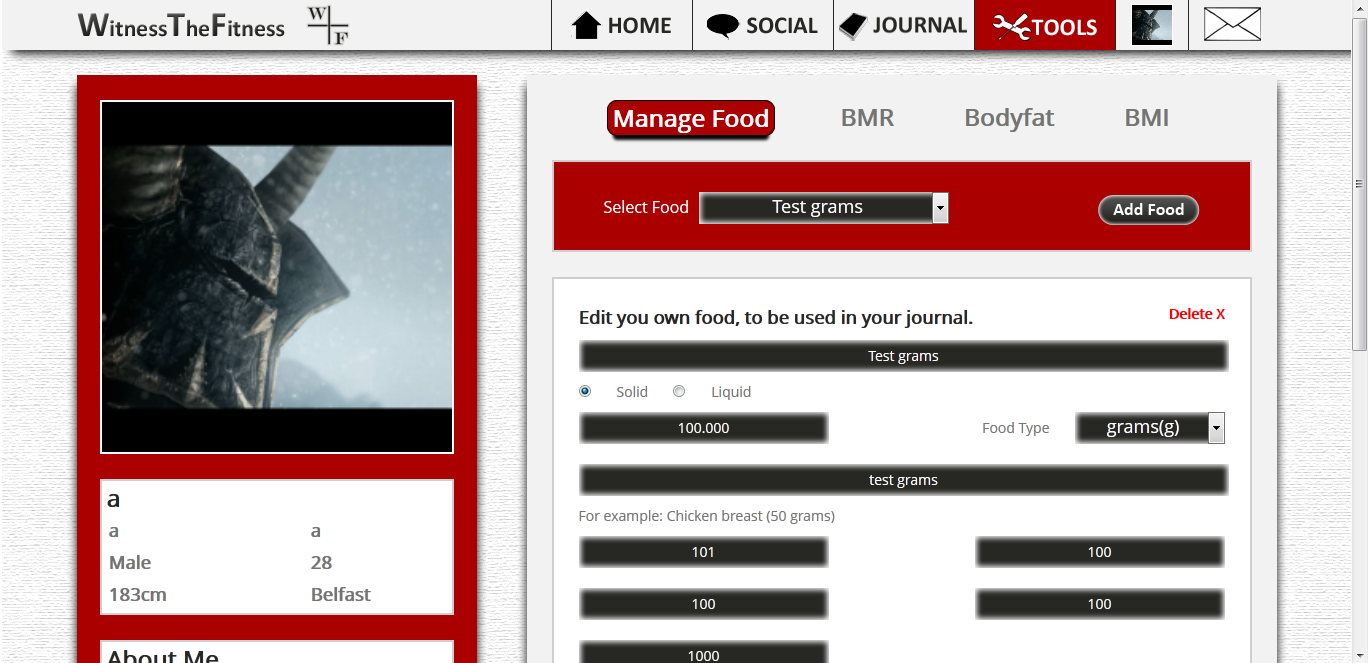 WitnessTheFitness W F HOME SOCIAL JOURNAL TOOLS
Manage Food BMR Bodyfat BMI
Select Food Test grams Add Food
Edit you own food, to be used in your journal. Delete X
Test grams
Solid Liquid
100.000 Food Type grams(g)
test grams
For example: Chicken breast (50 grams)
101 100
100 100
1000
a
a a
Male 28
183cm Belfast
About Me